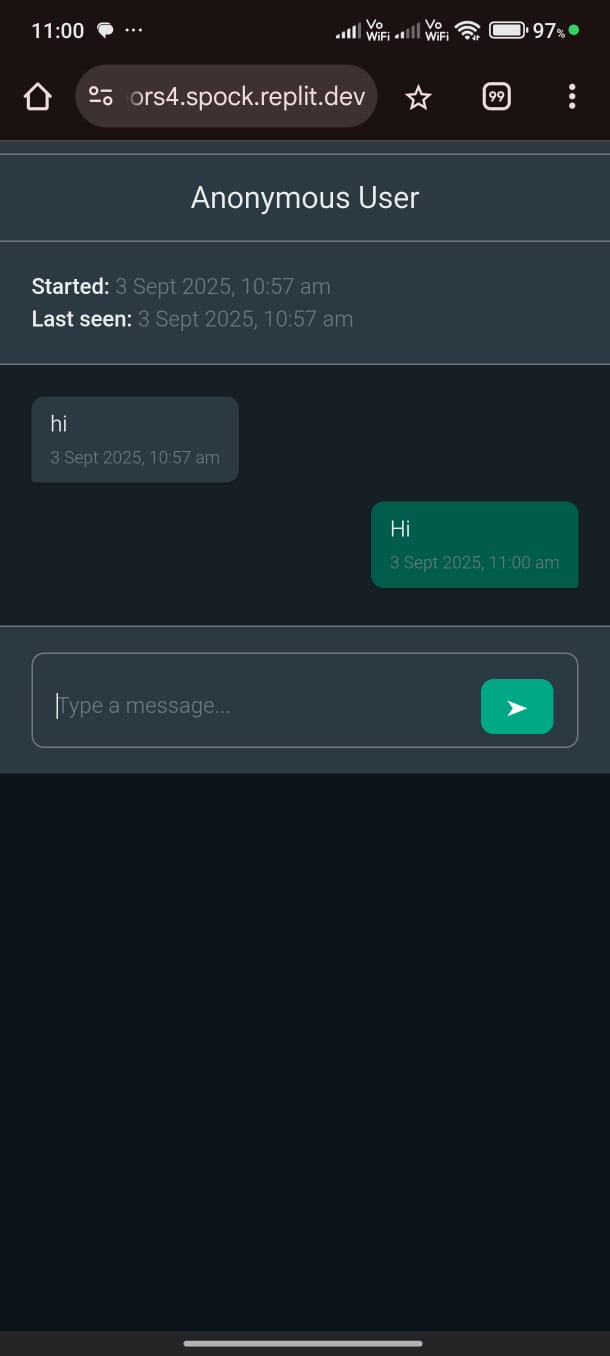 11:00 ... Vo WiFi Vo WiFi 97%
ors4.spock.replit.dev 99
Anonymous User
Started: 3 Sept 2025, 10:57 am
Last seen: 3 Sept 2025, 10:57 am
hi
3 Sept 2025, 10:57 am
Hi
3 Sept 2025, 11:00 am
Type a message...